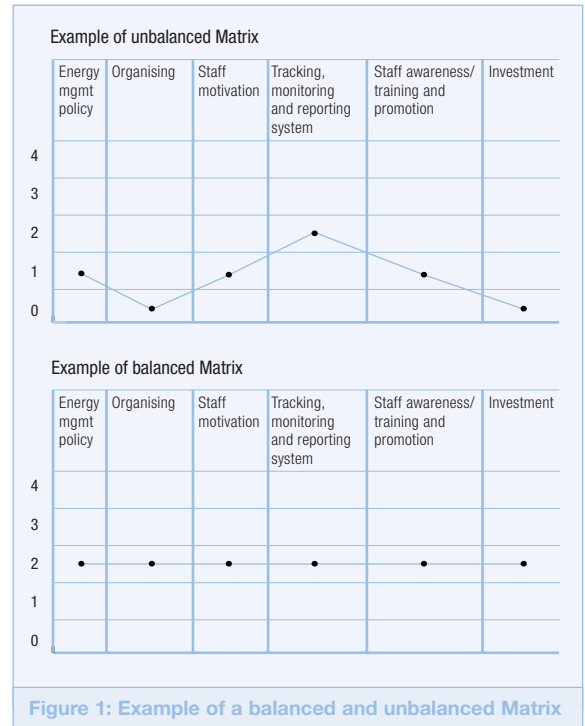 Example of unbalanced Matrix
Energy mgmt policy
Organising
Staff motivation
Tracking, monitoring and reporting system
Staff awareness/ training and promotion
Investment
4
3
2
1
0
Example of balanced Matrix
Energy mgmt policy
Organising
Staff motivation
Tracking, monitoring and reporting system
Staff awareness/ training and promotion
Investment
4
3
2
1
0
Figure 1: Example of a balanced and unbalanced Matrix